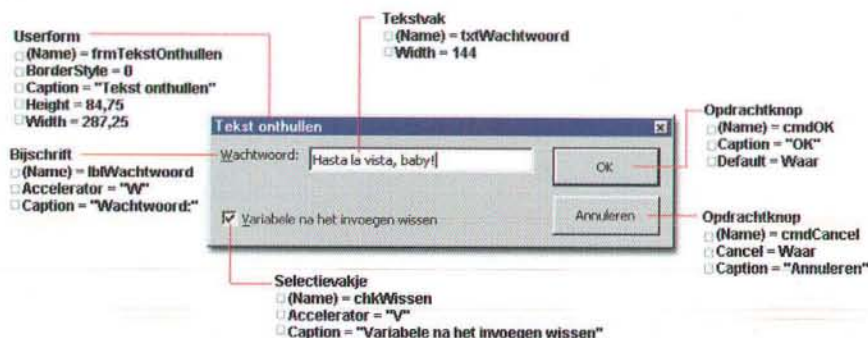 Tekstvak
(Name) = txtWachtwoord
Width = 144
Userform
(Name) = frmTekstOnthullen
BorderStyle = 0
Caption = "Tekst onthullen"
Height = 84,75
Width = 287,25
Opdrachtknop
(Name) = cmdOK
Caption = "OK"
Default = Waar
Tekst onthullen
Bijschrift
(Name) = lblWachtwoord
Accelerator = "W"
Caption = "Wachtwoord:"
Wachtwoord:
Hasta la vista, baby!
OK
Variabele na het invoegen wissen
Annuleren
Opdrachtknop
(Name) = cmdCancel
Cancel = Waar
Caption = "Annuleren"
Selectievakje
(Name) = chkWissen
Accelerator = "V"
Caption = "Variabele na het invoegen wissen"